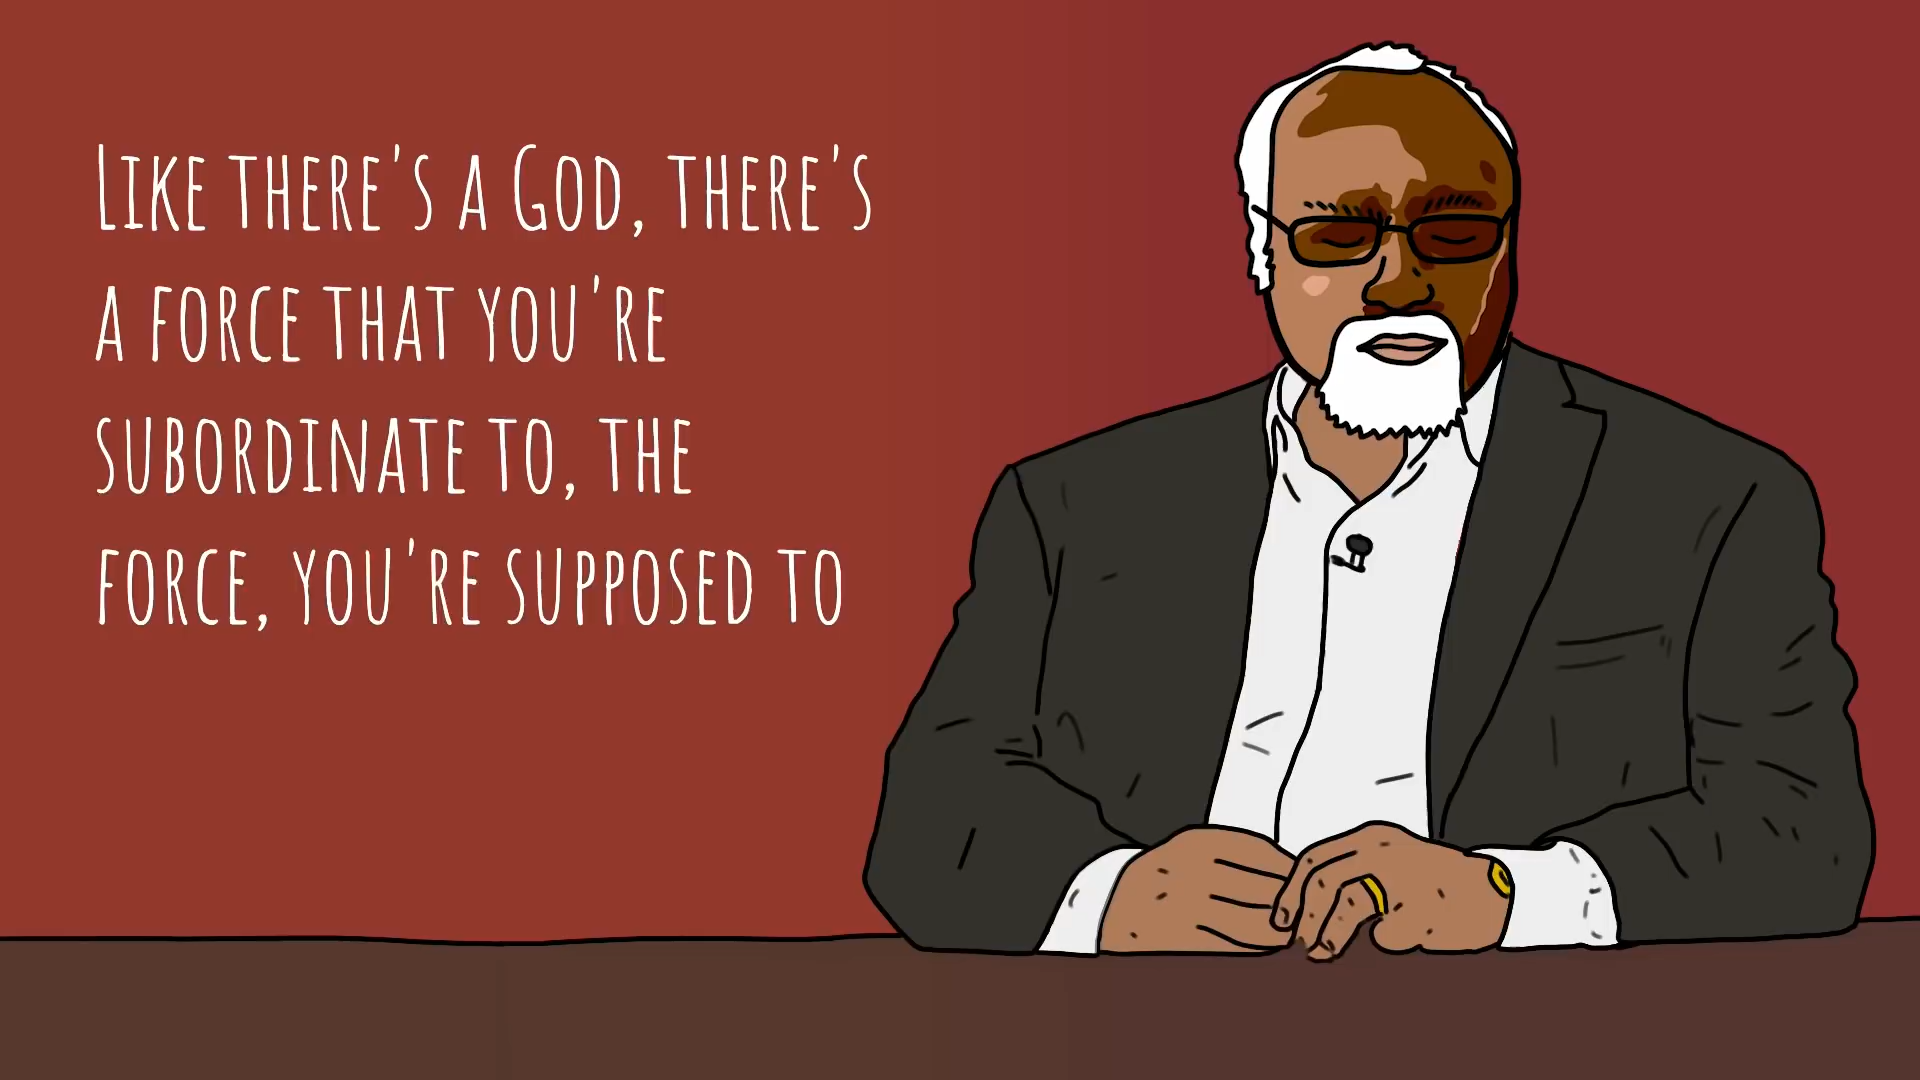 Like there's a God, there's
a force that you're
subordinate to, the
force, you're supposed to